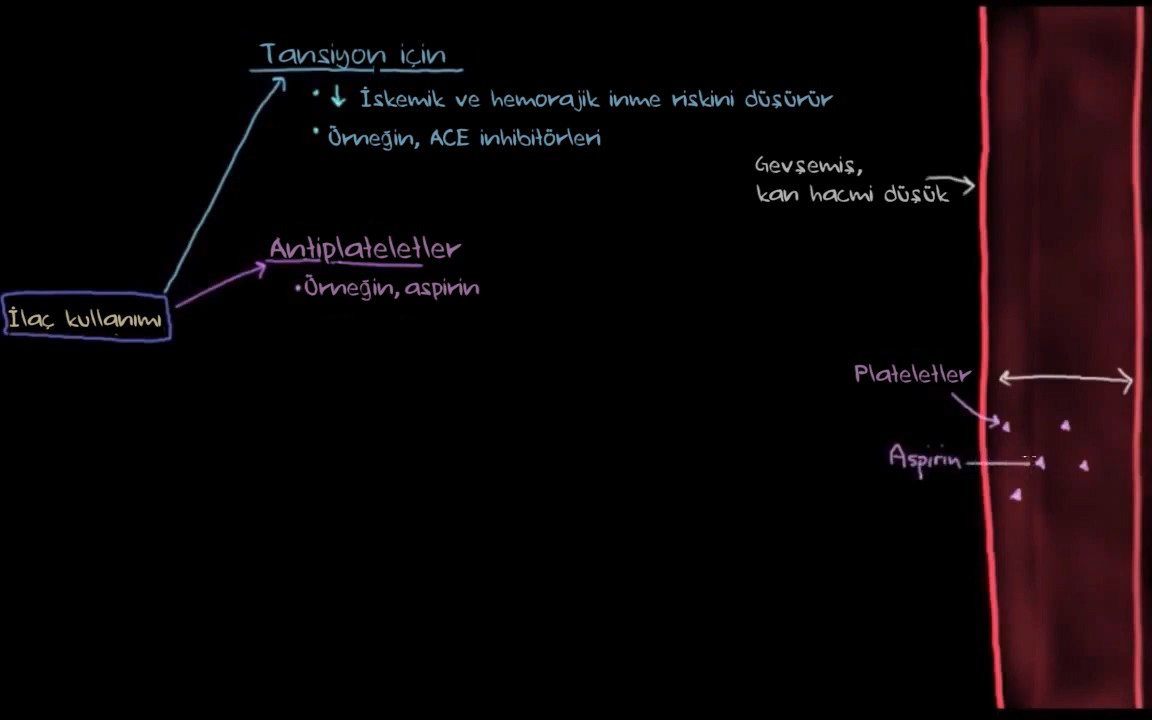 Tansiyon için
• ↓ İskemik ve hemorajik inme riskini düşürür
• Örneğin, ACE inhibitörleri
Gevşemiş,
kan hacmi düşük
Antiplateletler
• Örneğin, aspirin
İlaç kullanımı
Plateletler
Aspirin